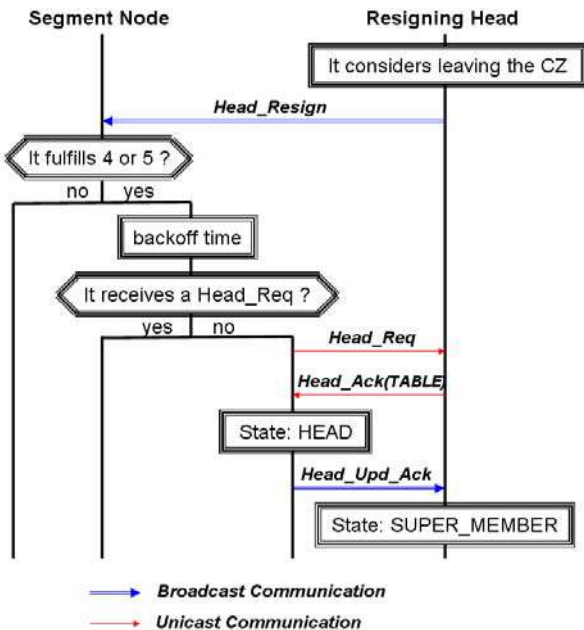 Segment Node
Resigning Head
It considers leaving the CZ
Head_Resign
It fulfills 4 or 5 ?
no yes
backoff time
It receives a Head_Req ?
yes no
Head_Req
Head_Ack(TABLE)
State: HEAD
Head_Upd_Ack
State: SUPER_MEMBER
Broadcast Communication
Unicast Communication